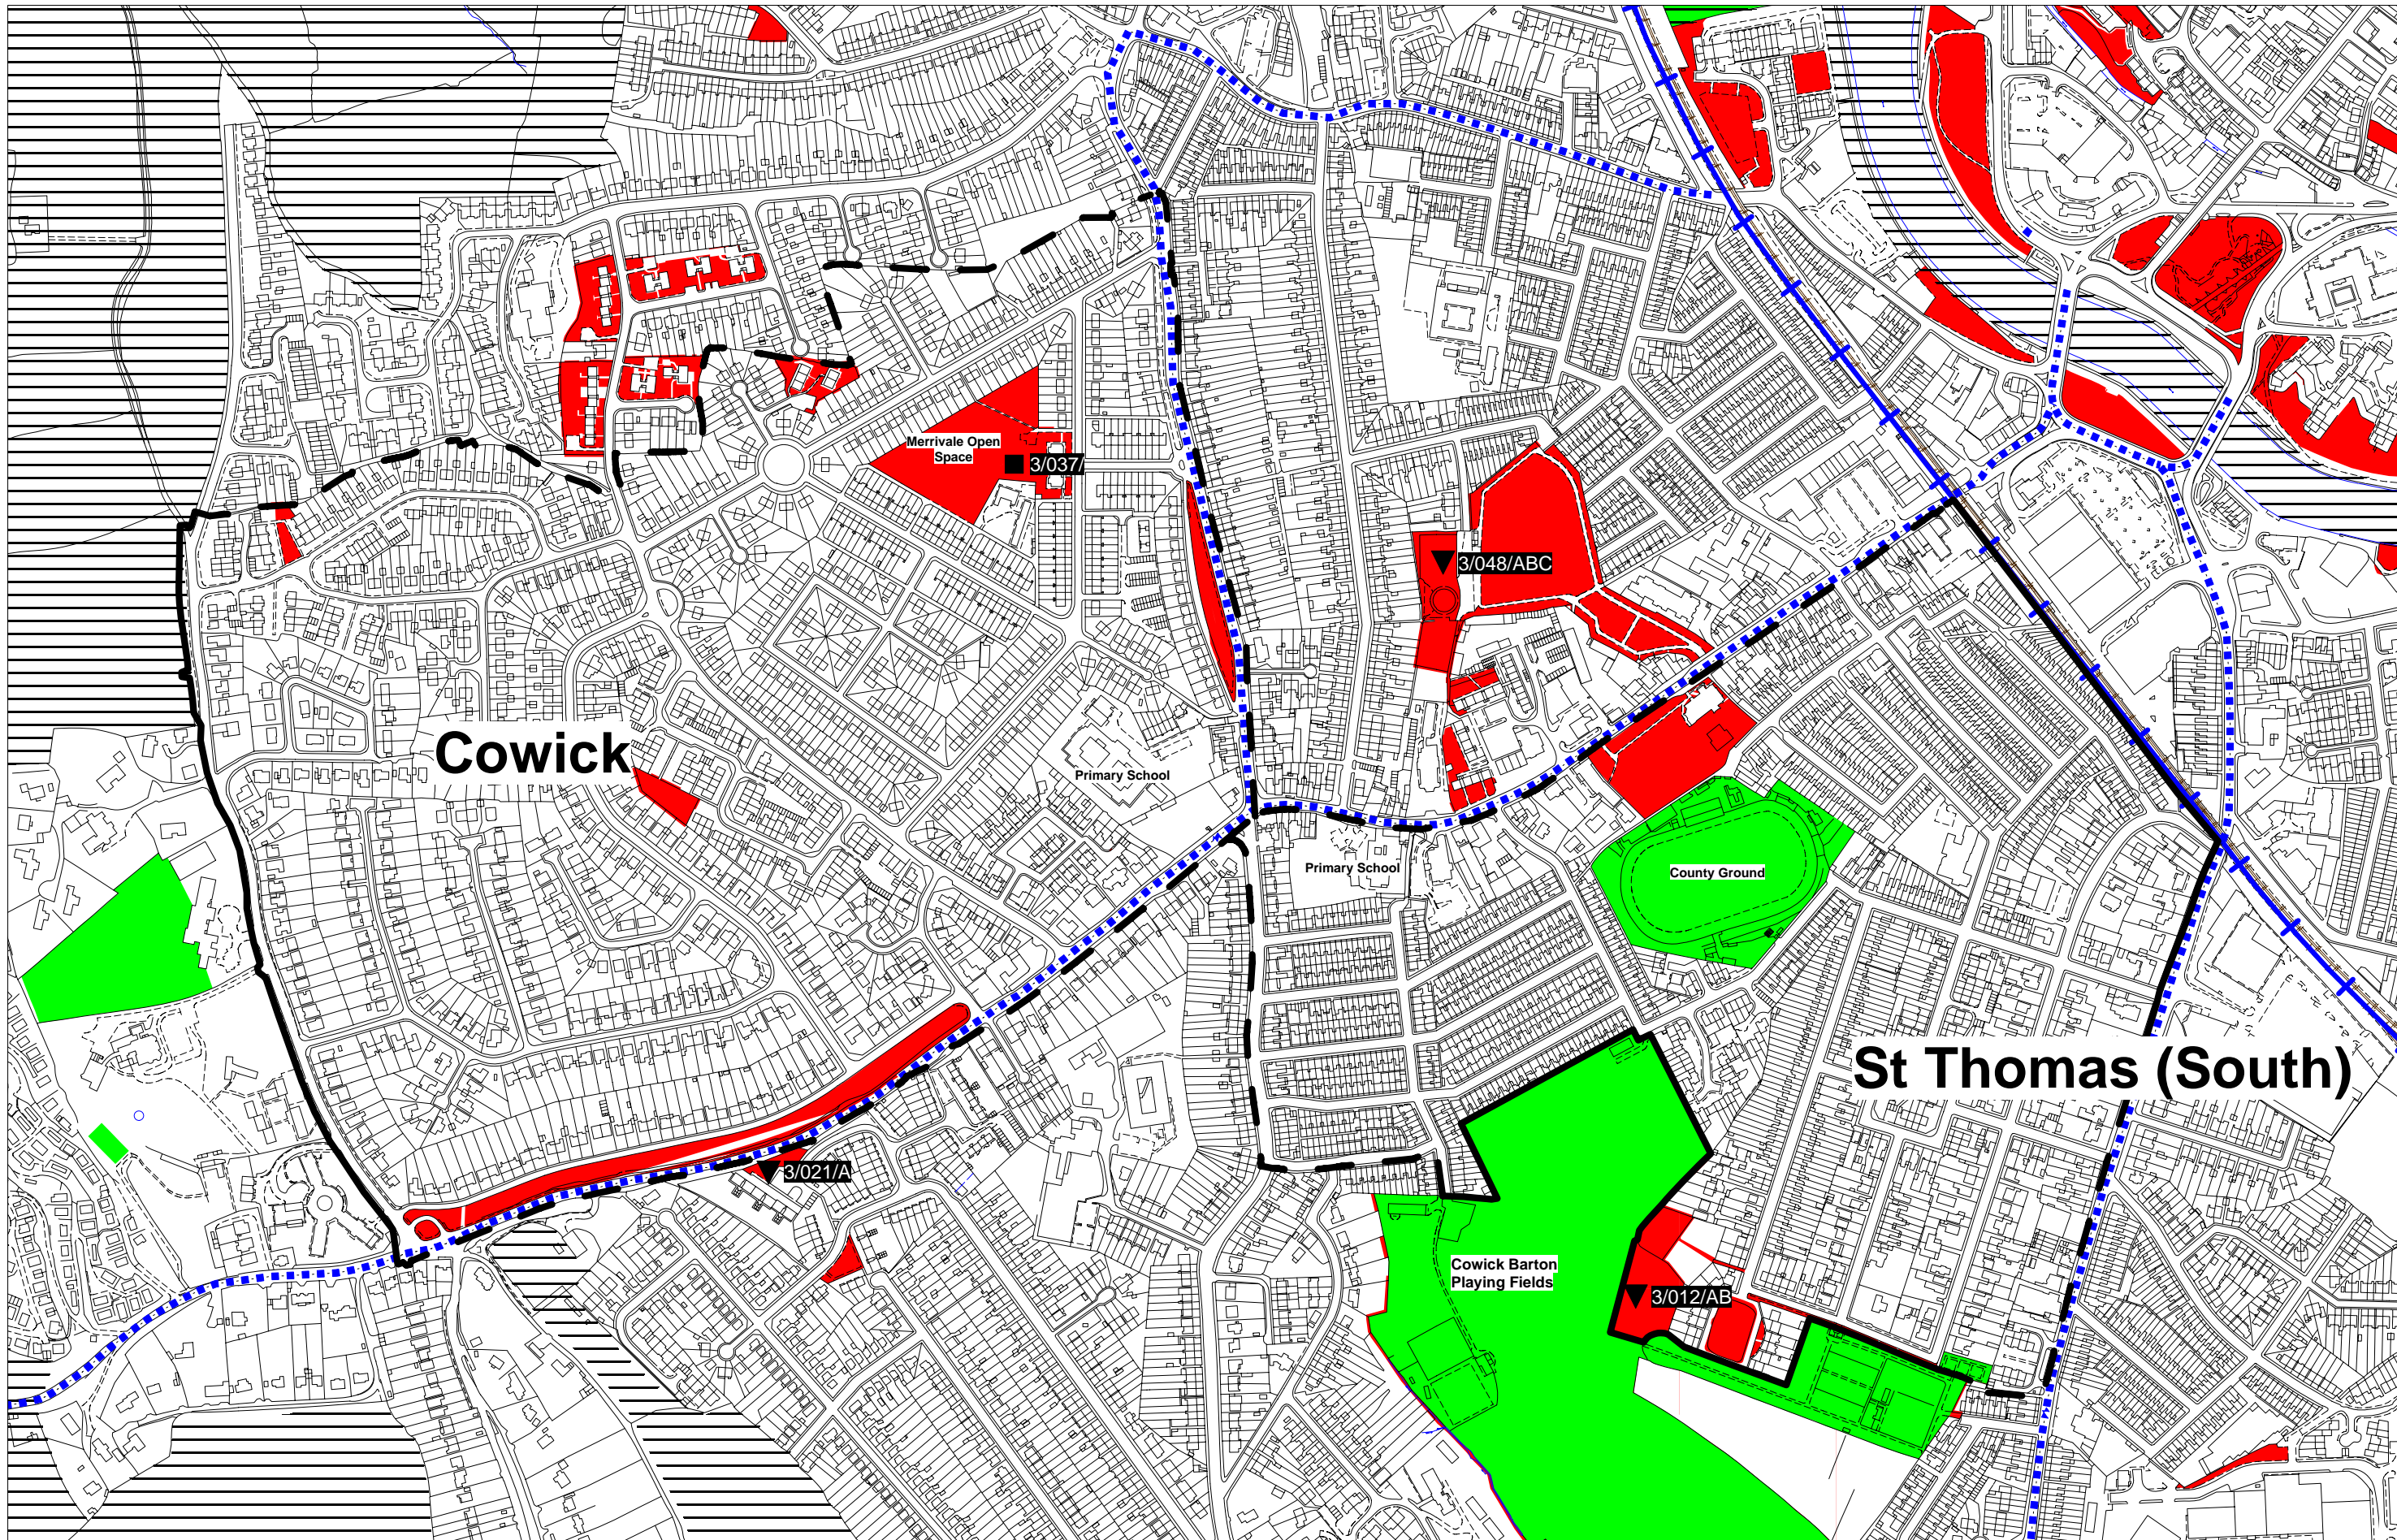 Merrivale Open
Space
3/037/
3/048/ABC
Cowick
Primary School
Primary School
County Ground
St Thomas (South)
3/021/A
Cowick Barton
Playing Fields
3/012/AB